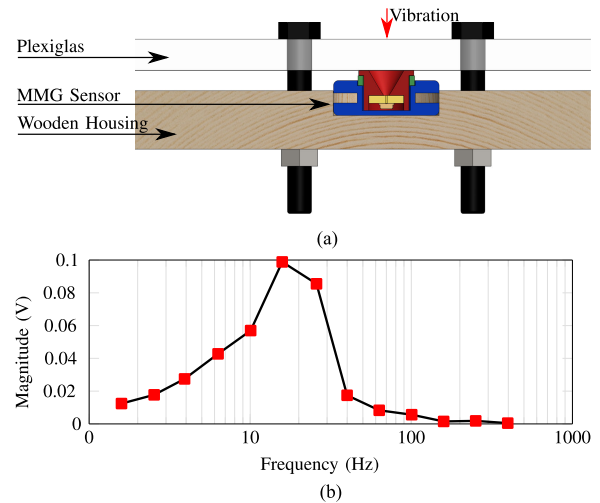 Vibration
Plexiglas
MMG Sensor
Wooden Housing
(a)
0.1
0.08
0.06
0.04
0.02
0
Magnitude (V)
0 10 100 1000
Frequency (Hz)
(b)